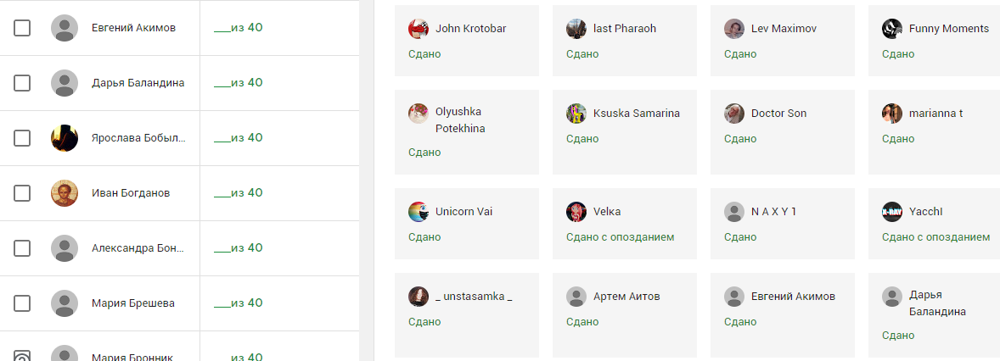 Евгений Акимов
___из 40
Дарья Баландина
___из 40
Ярослава Бобыл...
___из 40
Иван Богданов
___из 40
Александра Бон...
___из 40
Мария Брешева
___из 40
Мария Бронник
___из 40
John Krotobar
Сдано
last Pharaoh
Сдано
Lev Maximov
Сдано
Funny Moments
Сдано
Olyushka
Potekhina
Сдано
Ksuska Samarina
Сдано
Doctor Son
Сдано
marianna t
Сдано
Unicorn Vai
Сдано
Velка
Сдано с опозданием
N A X Y 1
Сдано
X-RAY
YacchI
Сдано с опозданием
_ unstasamka _
Сдано
Артем Аитов
Сдано
Евгений Акимов
Сдано
Дарья
Баландина
Сдано